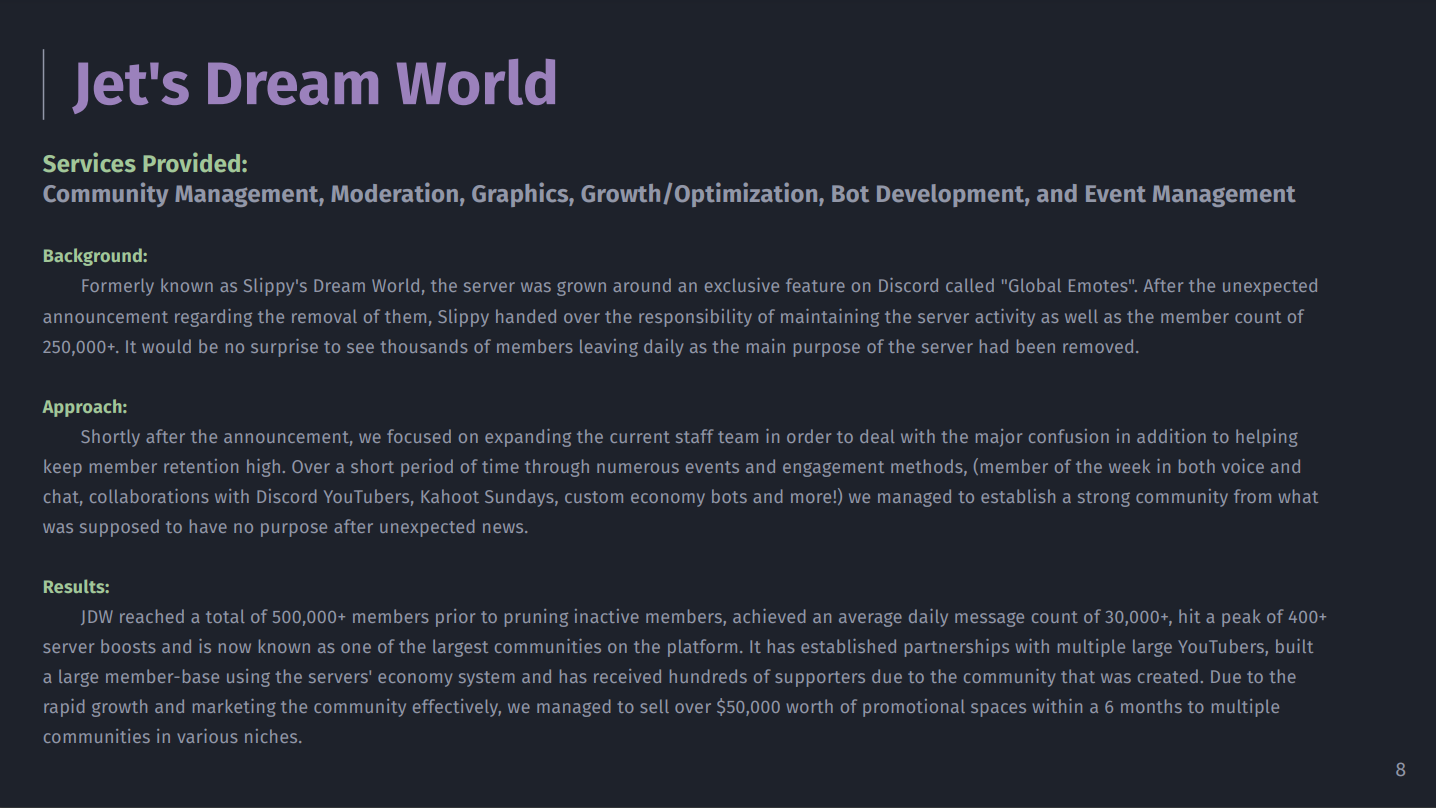 Jet's Dream World
Services Provided:
Community Management, Moderation, Graphics, Growth/Optimization, Bot Development, and Event Management
Background:
Formerly known as Slippy's Dream World, the server was grown around an exclusive feature on Discord called "Global Emotes". After the unexpected
announcement regarding the removal of them, Slippy handed over the responsibility of maintaining the server activity as well as the member count of
250,000+. It would be no surprise to see thousands of members leaving daily as the main purpose of the server had been removed.
Approach:
Shortly after the announcement, we focused on expanding the current staff team in order to deal with the major confusion in addition to helping
keep member retention high. Over a short period of time through numerous events and engagement methods, (member of the week in both voice and
chat, collaborations with Discord YouTubers, Kahoot Sundays, custom economy bots and more!) we managed to establish a strong community from what
was supposed to have no purpose after unexpected news.
Results:
JDW reached a total of 500,000+ members prior to pruning inactive members, achieved an average daily message count of 30,000+, hit a peak of 400+
server boosts and is now known as one of the largest communities on the platform. It has established partnerships with multiple large YouTubers, built
a large member-base using the servers' economy system and has received hundreds of supporters due to the community that was created. Due to the
rapid growth and marketing the community effectively, we managed to sell over $50,000 worth of promotional spaces within a 6 months to multiple
communities in various niches.
8